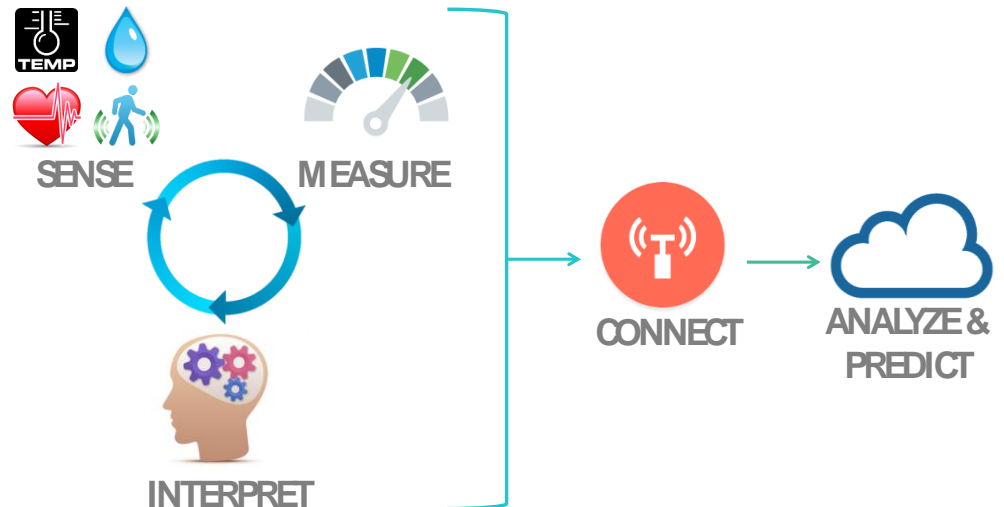 TEMP
SENSE
MEASURE
INTERPRET
CONNECT
ANALYZE &
PREDICT